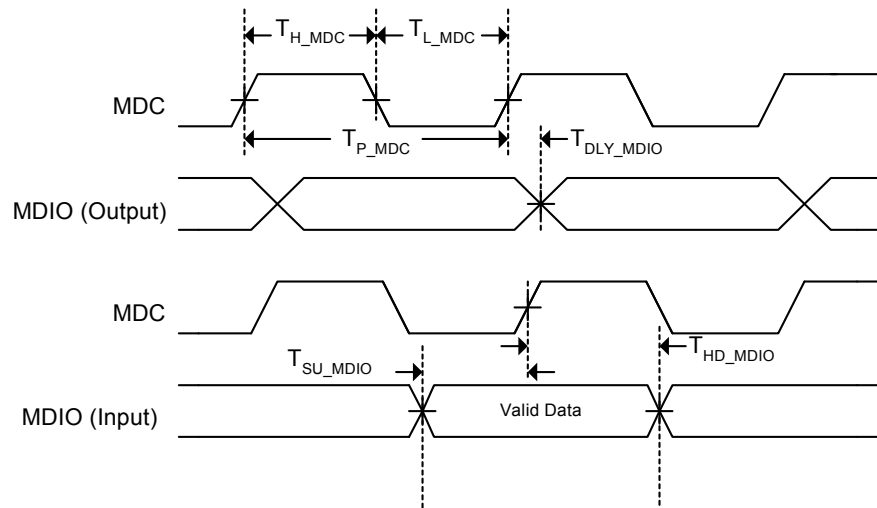 T_H_MDC T_L_MDC
MDC
T_P_MDC T_DLY_MDIO
MDIO (Output)
MDC
T_SU_MDIO T_HD_MDIO
MDIO (Input) Valid Data